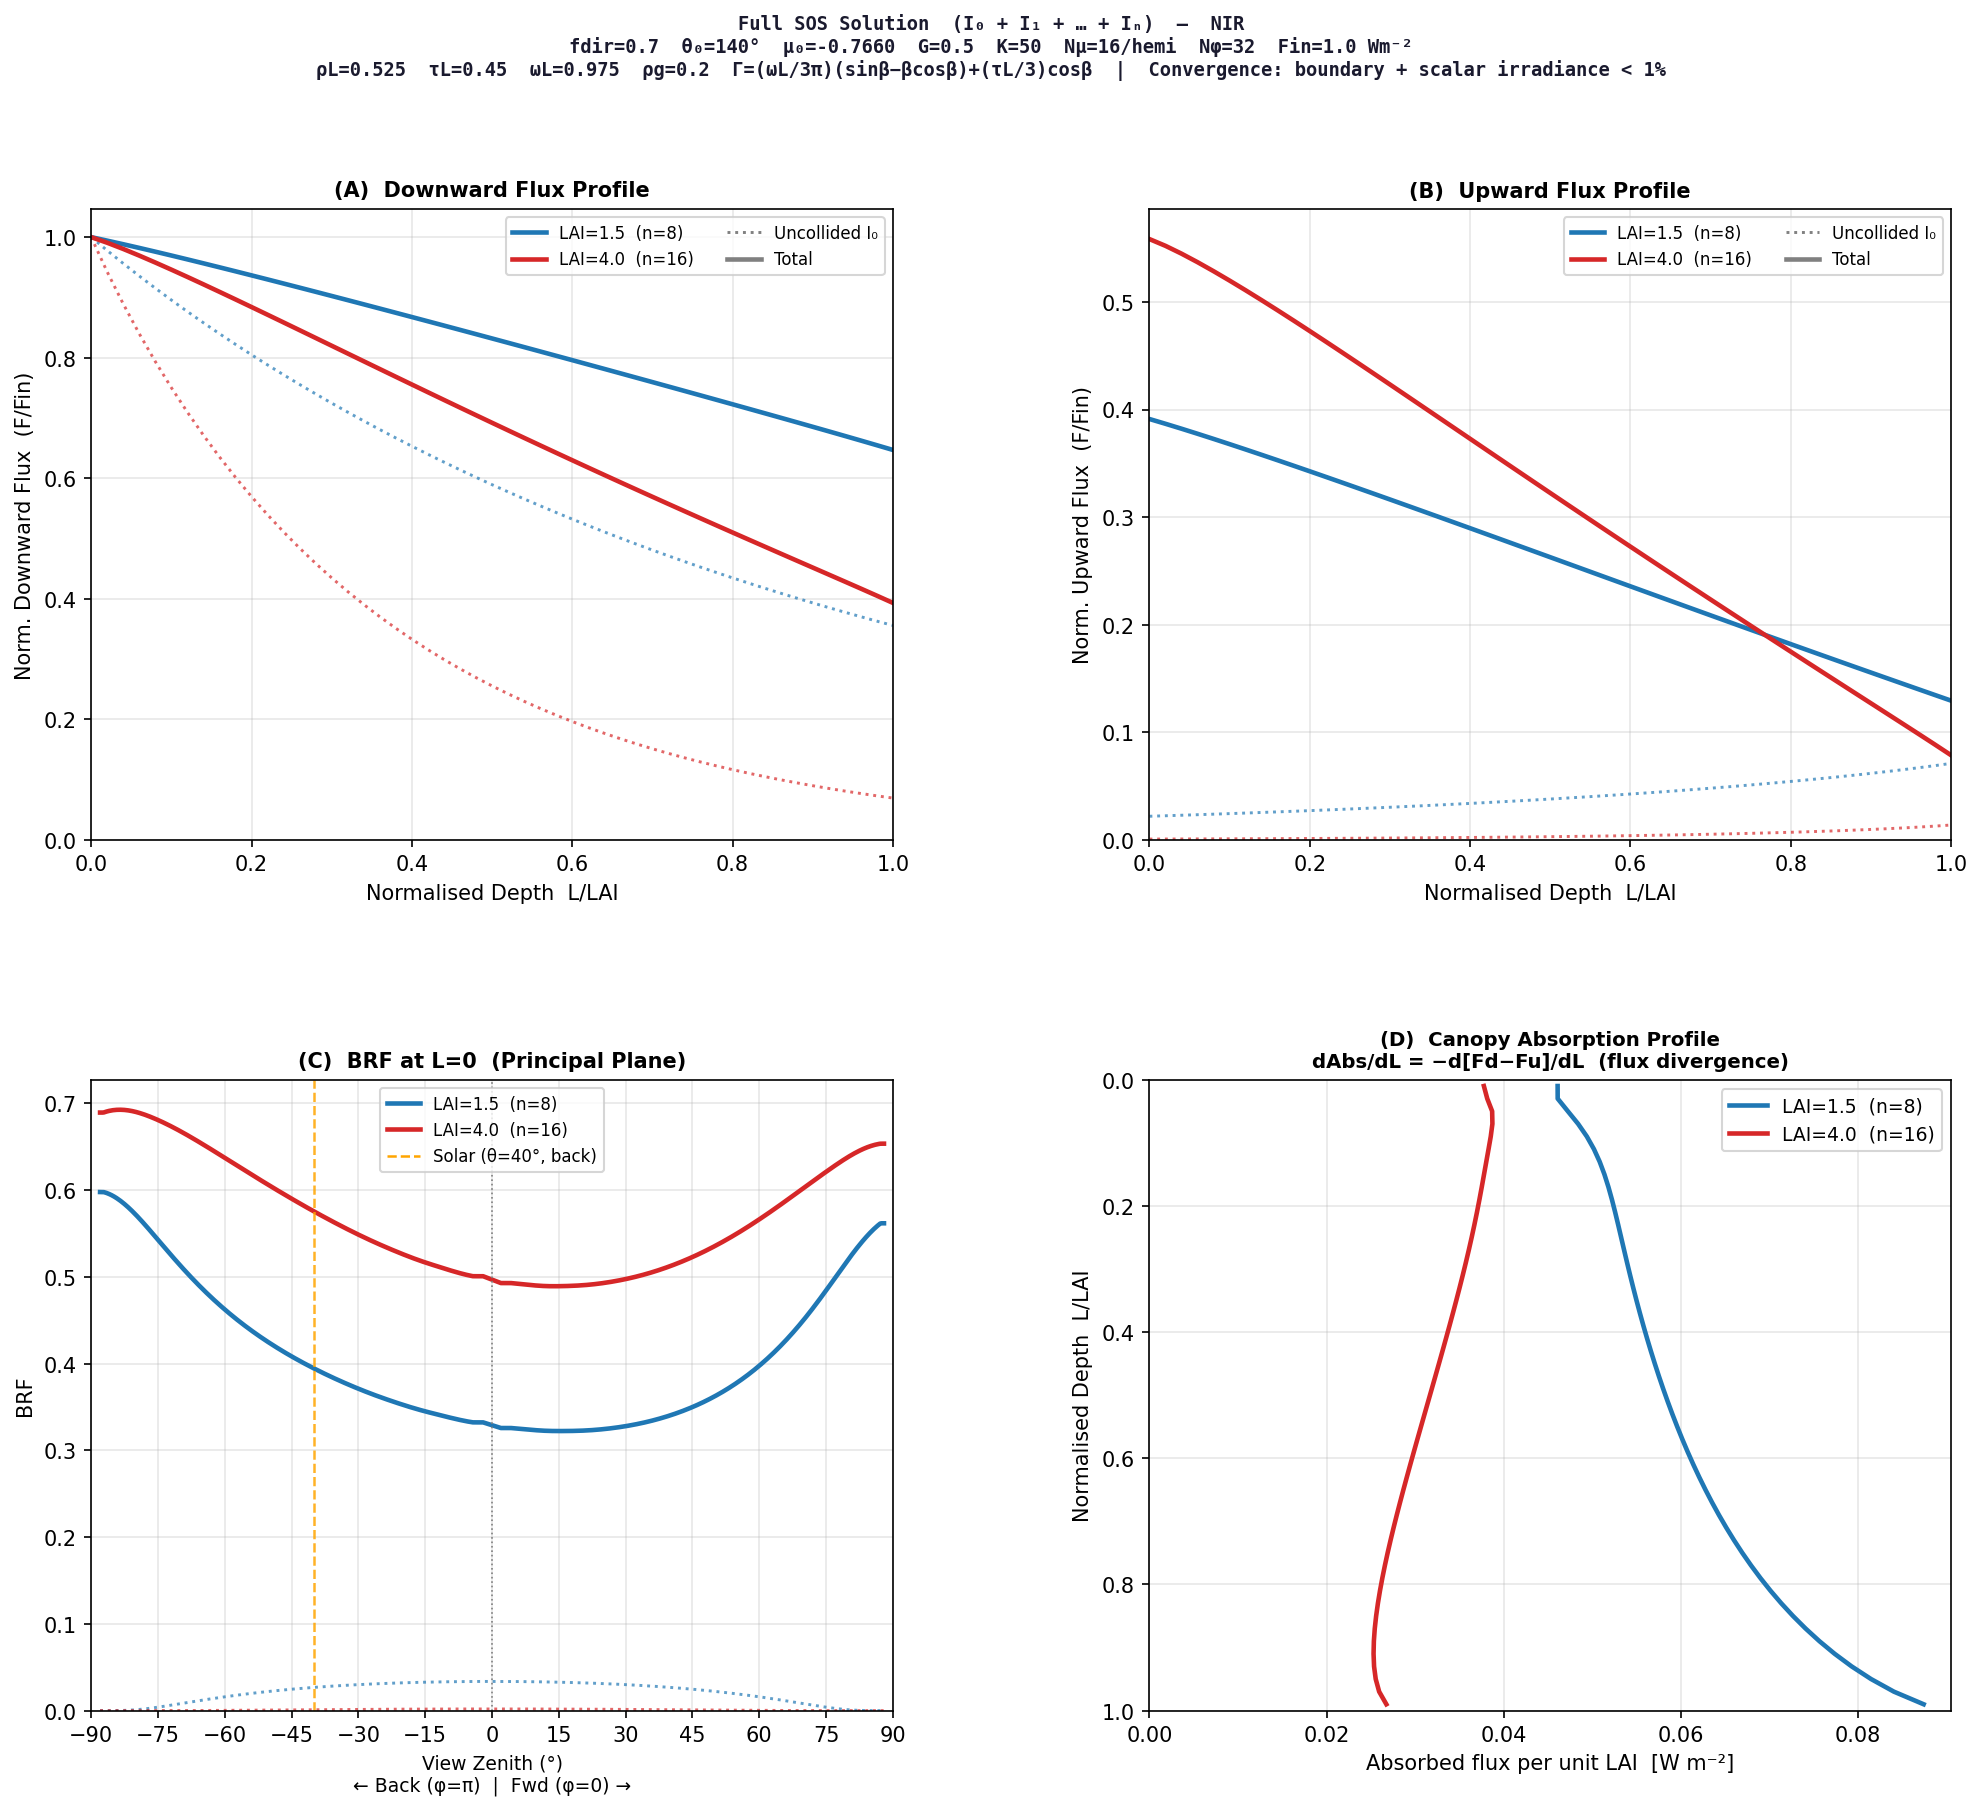 Full SOS Solution  (I₀ + I₁ + … + Iₙ)  —  NIR
fdir=0.7  θ₀=140°  μ₀=-0.7660  G=0.5  K=50  Nμ=16/hemi  Nφ=32  Fin=1.0 Wm⁻²
ρL=0.525  τL=0.45  ωL=0.975  ρg=0.2  Γ=(ωL/3π)(sinβ−βcosβ)+(τL/3)cosβ  |  Convergence: boundary + scalar irradiance < 1%
(A)  Downward Flux Profile
LAI=1.5  (n=8)
LAI=4.0  (n=16)
Uncollided I₀
Total
Norm. Downward Flux  (F/Fin)
1.0
0.8
0.6
0.4
0.2
0.0
0.0 0.2 0.4 0.6 0.8 1.0
Normalised Depth  L/LAI
(B)  Upward Flux Profile
LAI=1.5  (n=8)
LAI=4.0  (n=16)
Uncollided I₀
Total
Norm. Upward Flux  (F/Fin)
0.5
0.4
0.3
0.2
0.1
0.0
0.0 0.2 0.4 0.6 0.8 1.0
Normalised Depth  L/LAI
(C)  BRF at L=0  (Principal Plane)
LAI=1.5  (n=8)
LAI=4.0  (n=16)
Solar (θ=40°, back)
BRF
0.7
0.6
0.5
0.4
0.3
0.2
0.1
0.0
−90 −75 −60 −45 −30 −15 0 15 30 45 60 75 90
View Zenith (°)
← Back (φ=π)  |  Fwd (φ=0) →
(D)  Canopy Absorption Profile
dAbs/dL = −d[Fd−Fu]/dL  (flux divergence)
LAI=1.5  (n=8)
LAI=4.0  (n=16)
Normalised Depth  L/LAI
0.0
0.2
0.4
0.6
0.8
1.0
0.00 0.02 0.04 0.06 0.08
Absorbed flux per unit LAI  [W m⁻²]